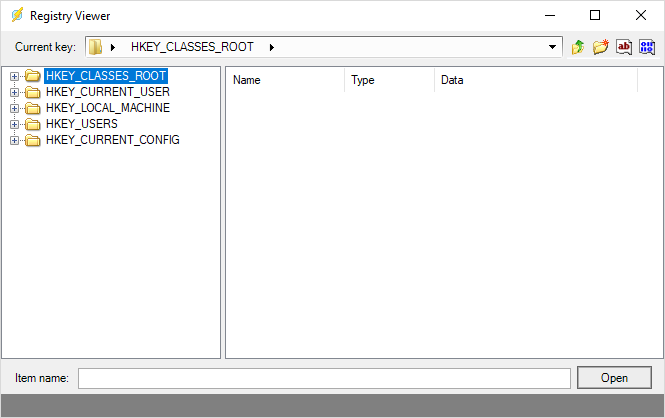 Registry Viewer
Current key: HKEY_CLASSES_ROOT
HKEY_CLASSES_ROOT
HKEY_CURRENT_USER
HKEY_LOCAL_MACHINE
HKEY_USERS
HKEY_CURRENT_CONFIG
Name Type Data
Item name: Open